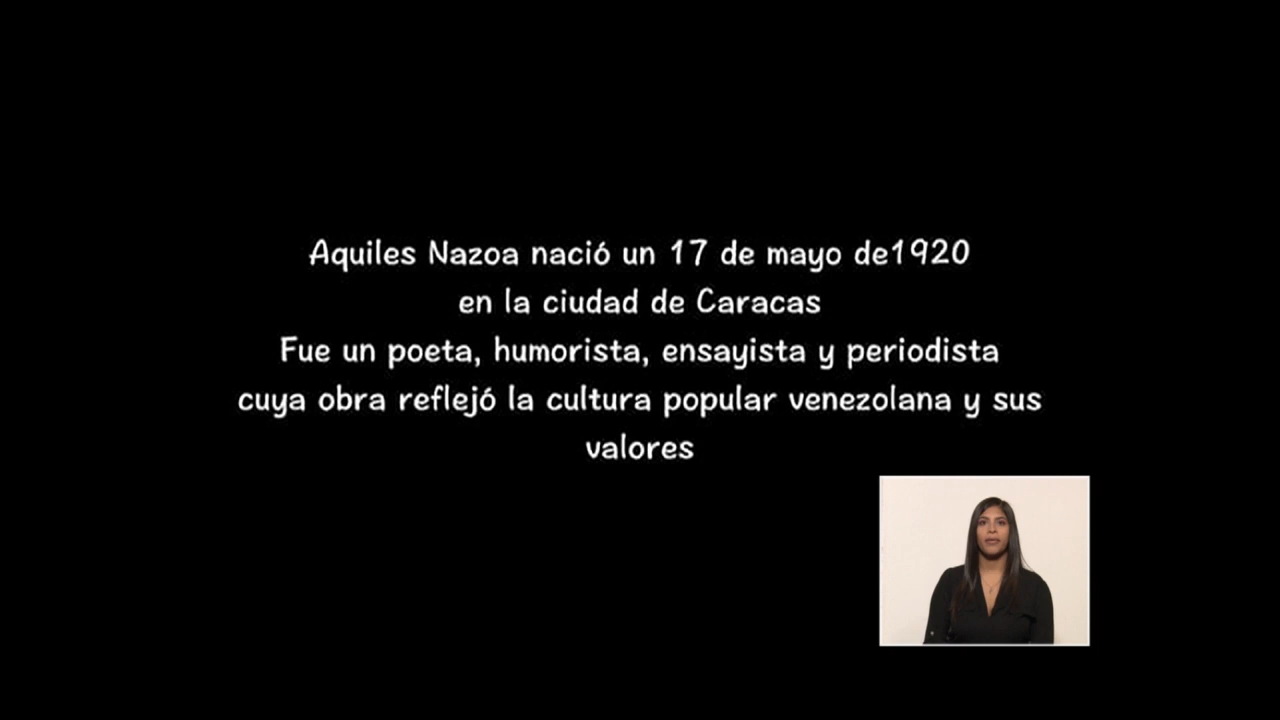 Aquiles Nazoa nació un 17 de mayo de1920
en la ciudad de Caracas
Fue un poeta, humorista, ensayista y periodista
cuya obra reflejó la cultura popular venezolana y sus
valores